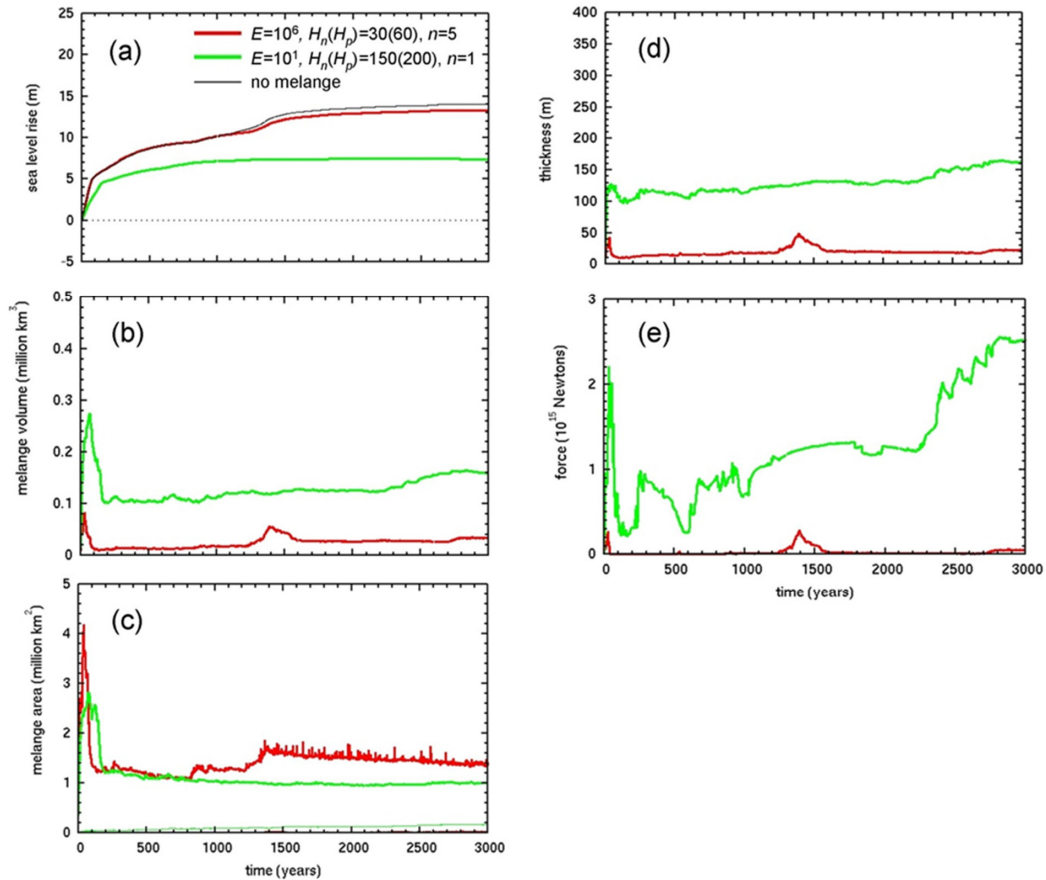 (a)
E=10⁶, Hn(Hp)=30(60), n=5
E=10¹, Hn(Hp)=150(200), n=1
no melange
sea level rise (m)
25
20
15
10
5
0
-5
(b)
melange volume (million km³)
0.5
0.4
0.3
0.2
0.1
0
(c)
melange area (million km²)
5
4
3
2
1
0
0 500 1000 1500 2000 2500 3000
time (years)
(d)
thickness (m)
400
350
300
250
200
150
100
50
0
(e)
force (10¹⁵ Newtons)
3
2
1
0
0 500 1000 1500 2000 2500 3000
time (years)